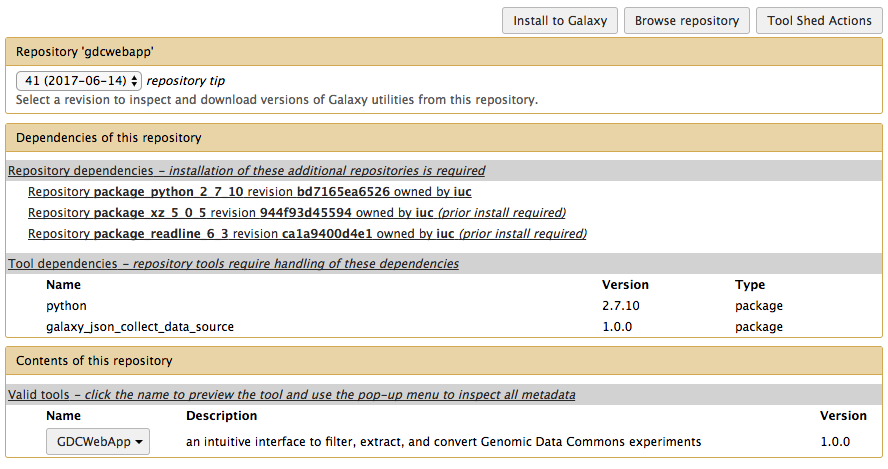 Install to Galaxy Browse repository Tool Shed Actions
Repository 'gdcwebapp'
41 (2017-06-14) repository tip
Select a revision to inspect and download versions of Galaxy utilities from this repository.
Dependencies of this repository
Repository dependencies - installation of these additional repositories is required
Repository package_python_2_7_10 revision bd7165ea6526 owned by iuc
Repository package_xz_5_0_5 revision 944f93d45594 owned by iuc (prior install required)
Repository package_readline_6_3 revision ca1a9400d4e1 owned by iuc (prior install required)
Tool dependencies - repository tools require handling of these dependencies
Name Version Type
python 2.7.10 package
galaxy_json_collect_data_source 1.0.0 package
Contents of this repository
Valid tools - click the name to preview the tool and use the pop-up menu to inspect all metadata
Name Description Version
GDCWebApp an intuitive interface to filter, extract, and convert Genomic Data Commons experiments 1.0.0